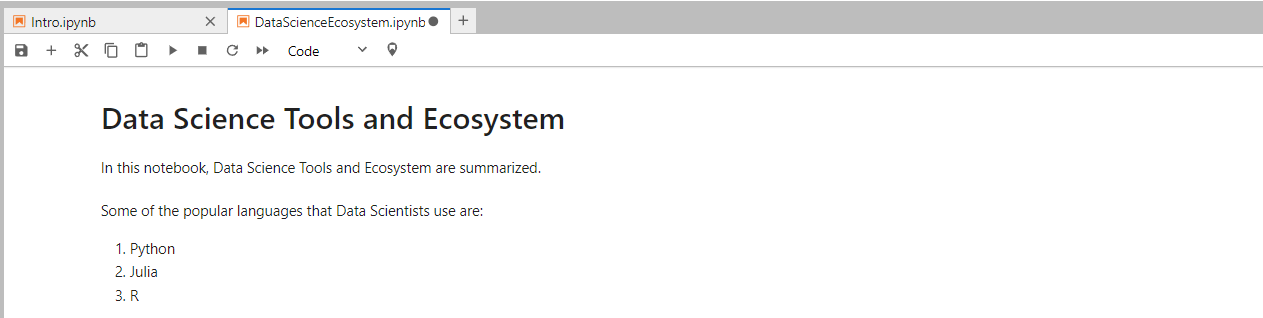 Intro.ipynb
DataScienceEcosystem.ipynb
Code
Data Science Tools and Ecosystem
In this notebook, Data Science Tools and Ecosystem are summarized.
Some of the popular languages that Data Scientists use are:
1. Python
2. Julia
3. R